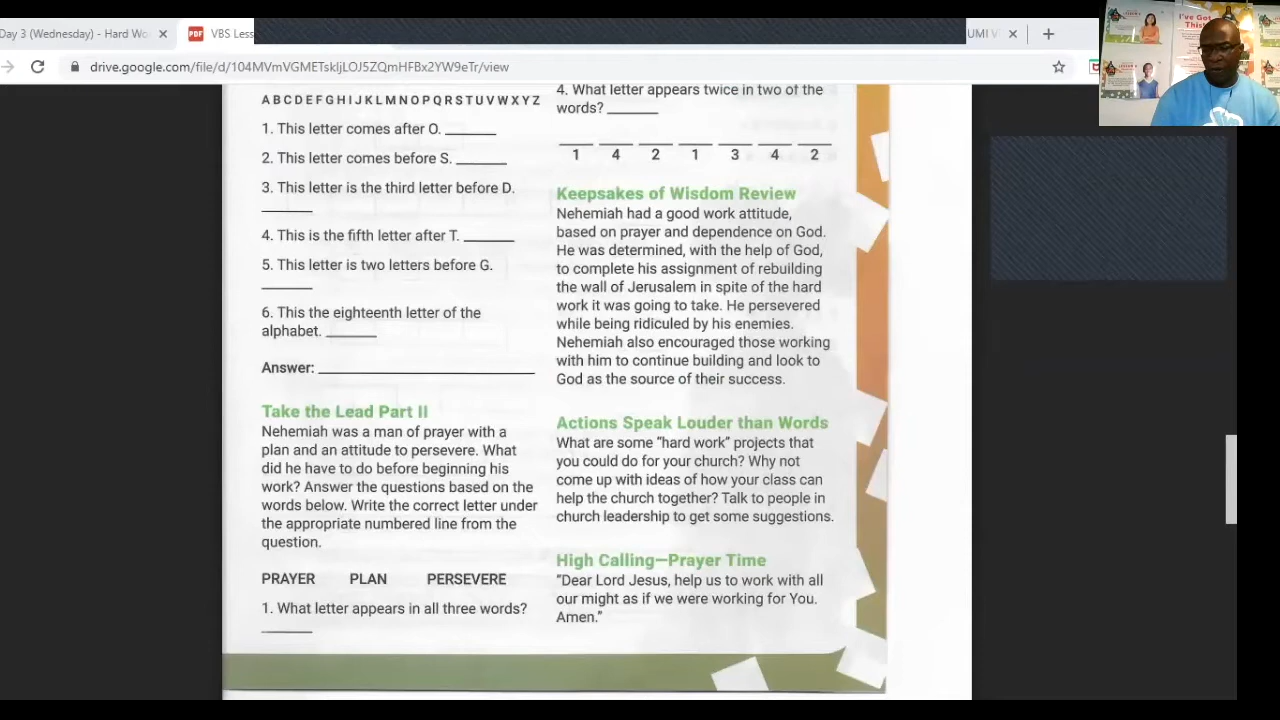 Day 3 (Wednesday) - Hard Wo
PDF
VBS Less
UMI V
drive.google.com/file/d/104MVmVGMETskIjLOJ5ZQmHFBx2YW9eTr/view
I've Got
This!
A B C D E F G H I J K L M N O P Q R S T U V W X Y Z
1. This letter comes after O. ______
2. This letter comes before S. ______
3. This letter is the third letter before D.
______
4. This is the fifth letter after T. ______
5. This letter is two letters before G.
______
6. This the eighteenth letter of the
alphabet. ______
Answer: ______
Take the Lead Part II
Nehemiah was a man of prayer with a
plan and an attitude to persevere. What
did he have to do before beginning his
work? Answer the questions based on the
words below. Write the correct letter under
the appropriate numbered line from the
question.
PRAYER PLAN PERSEVERE
1. What letter appears in all three words?
______
4. What letter appears twice in two of the
words? ______
1 4 2 1 3 4 2
Keepsakes of Wisdom Review
Nehemiah had a good work attitude,
based on prayer and dependence on God.
He was determined, with the help of God,
to complete his assignment of rebuilding
the wall of Jerusalem in spite of the hard
work it was going to take. He persevered
while being ridiculed by his enemies.
Nehemiah also encouraged those working
with him to continue building and look to
God as the source of their success.
Actions Speak Louder than Words
What are some "hard work" projects that
you could do for your church? Why not
come up with ideas of how your class can
help the church together? Talk to people in
church leadership to get some suggestions.
High Calling—Prayer Time
"Dear Lord Jesus, help us to work with all
our might as if we were working for You.
Amen."